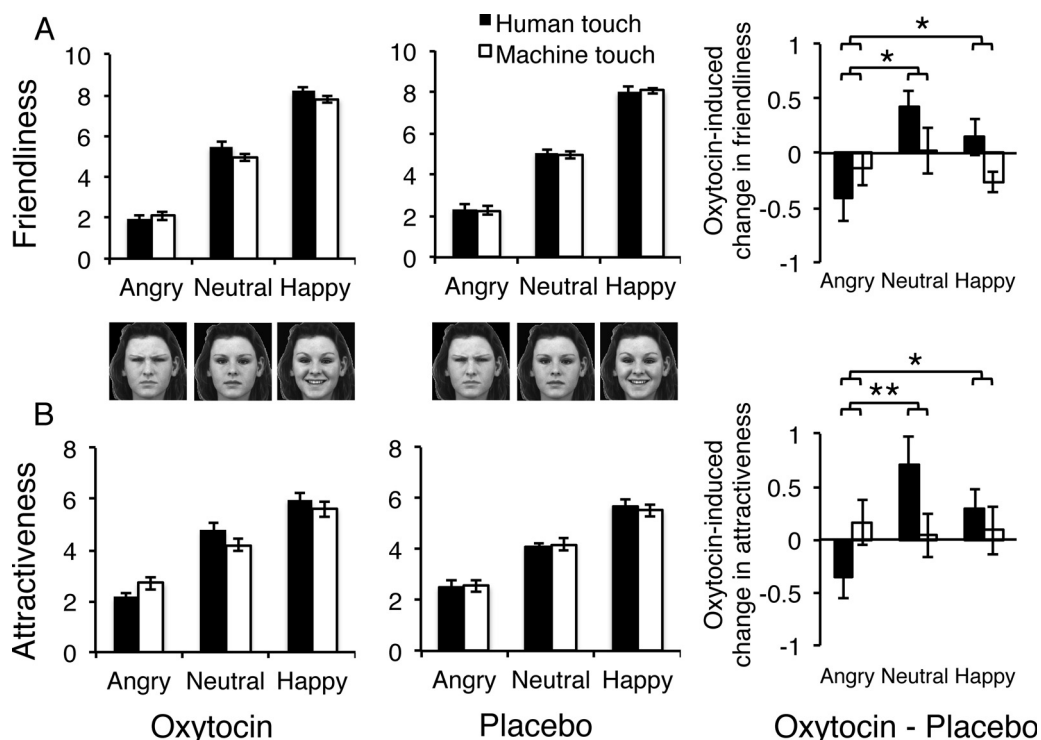 A
Human touch
Machine touch
Friendliness
10
8
6
4
2
0
Angry Neutral Happy
10
8
6
4
2
0
Angry Neutral Happy
Oxytocin-induced
change in friendliness
1
0.5
0
-0.5
-1
*
*
Angry Neutral Happy
B
Attractiveness
8
6
4
2
0
Angry Neutral Happy
Oxytocin
8
6
4
2
0
Angry Neutral Happy
Placebo
Oxytocin-induced
change in attractiveness
1
0.5
0
-0.5
-1
*
**
Angry Neutral Happy
Oxytocin - Placebo